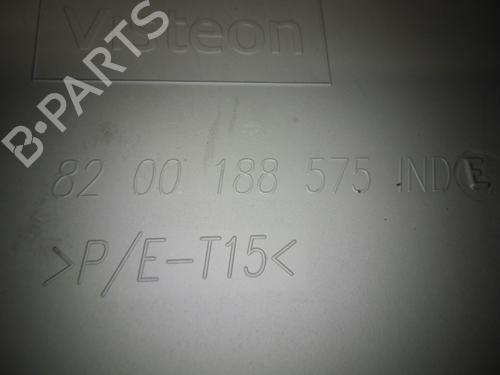 Visteon
B-PARTS
82 00 188 575 IND E
>P/E-T15<